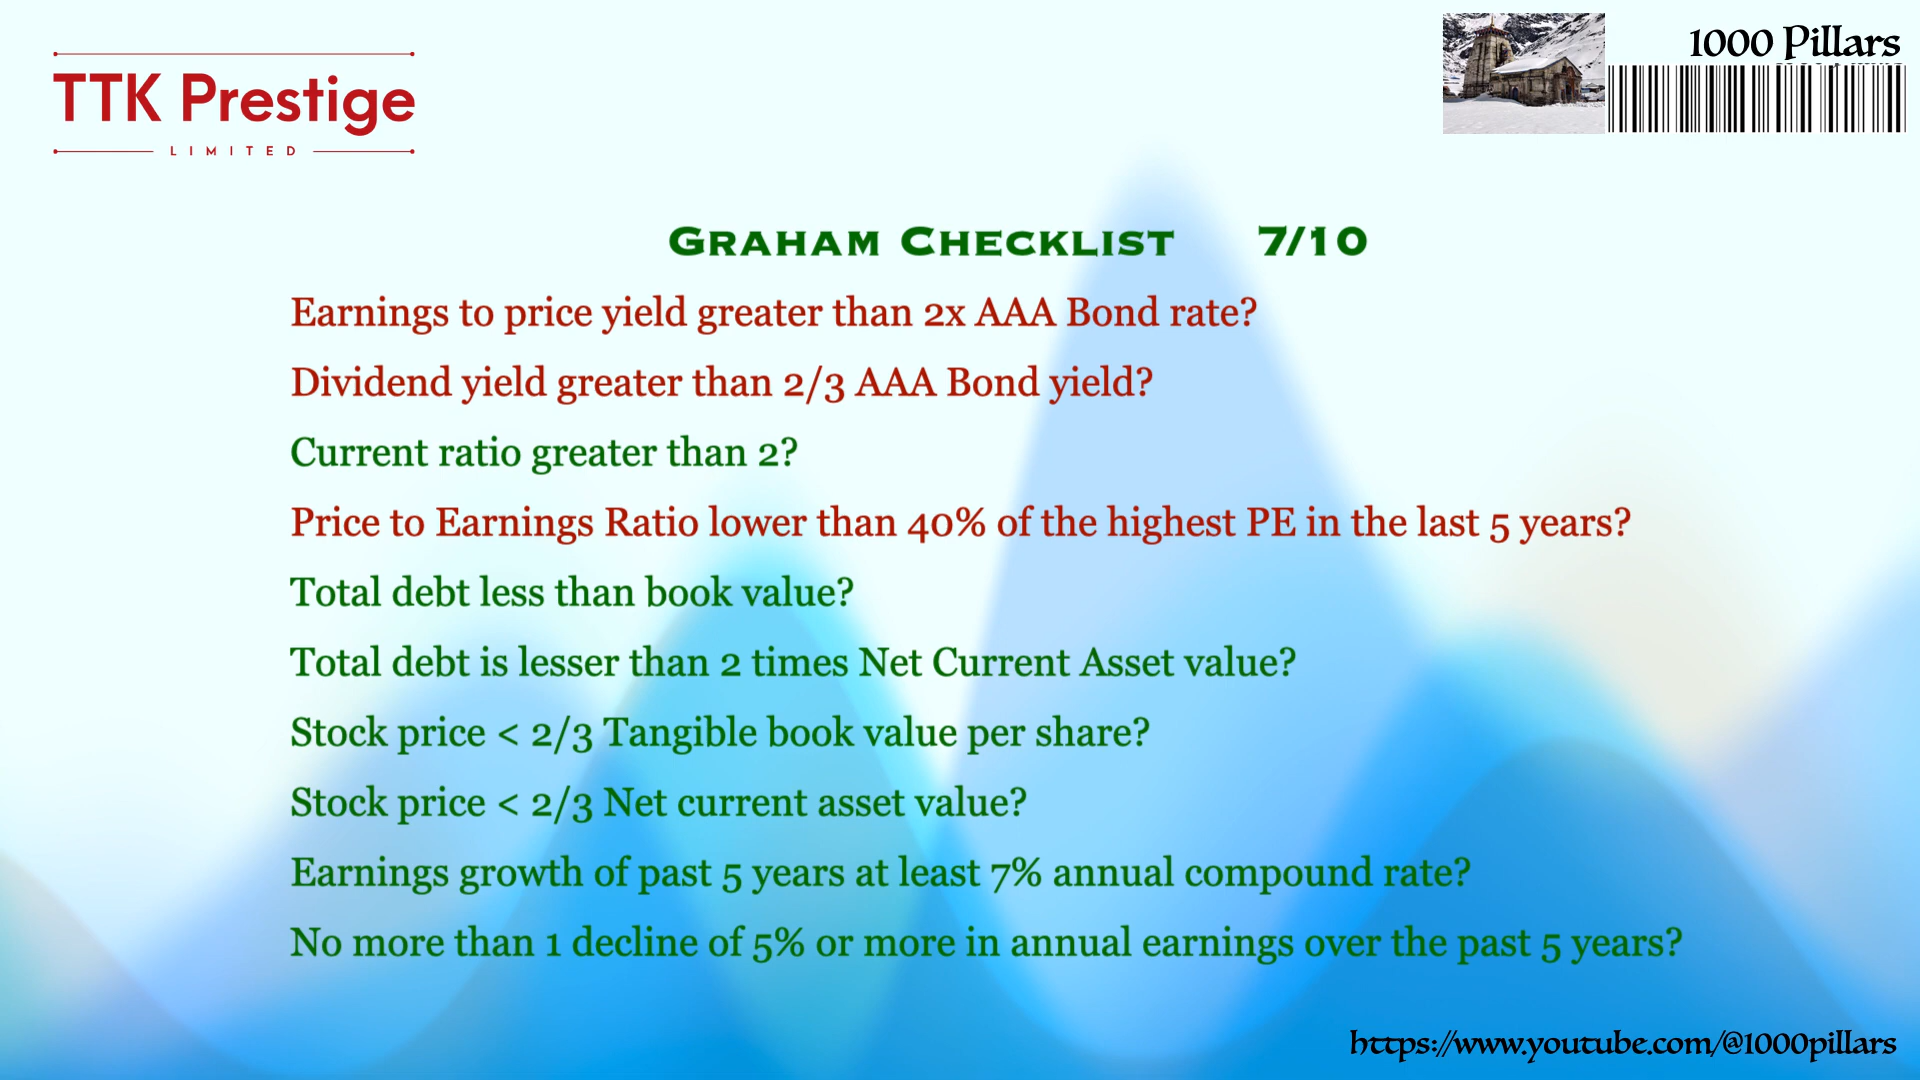 TTK Prestige
LIMITED
1000 Pillars
GRAHAM CHECKLIST 7/10
Earnings to price yield greater than 2x AAA Bond rate?
Dividend yield greater than 2/3 AAA Bond yield?
Current ratio greater than 2?
Price to Earnings Ratio lower than 40% of the highest PE in the last 5 years?
Total debt less than book value?
Total debt is lesser than 2 times Net Current Asset value?
Stock price < 2/3 Tangible book value per share?
Stock price < 2/3 Net current asset value?
Earnings growth of past 5 years at least 7% annual compound rate?
No more than 1 decline of 5% or more in annual earnings over the past 5 years?
https://www.youtube.com/@1000pillars